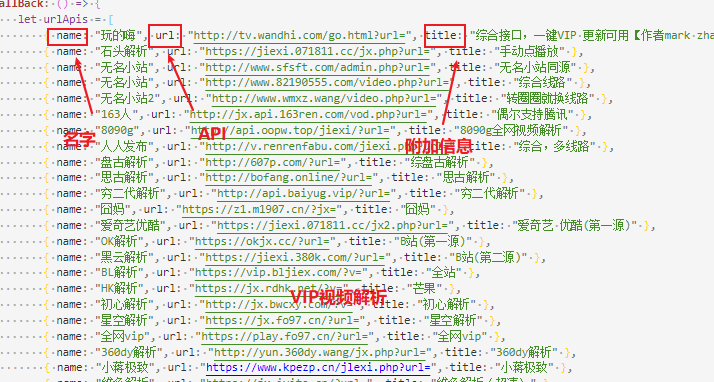 allBack: () => {
let urlApis = [
{ name: "玩的嗨", url: "http://tv.wandhi.com/go.html?url=", title: "综合接口，一键VIP 更新可用【作者mark zha
{ name: "石头解析", url: "https://jiexi.071811.cc/jx.php?url=", title: "手动点播放" },
{ name: "无名小站", url: "http://www.sfsft.com/admin.php?url=", title: "无名小站同源" },
{ name: "无名小站", url: "http://www.82190555.com/video.php?url=", title: "综合线路" },
{ name: "无名小站2", url: "http://www.wmxz.wang/video.php?url=", title: "转圈圈就换线路" },
{ name: "163人", url: "http://jx.api.163ren.com/vod.php?url=", title: "偶尔支持腾讯" },
{ name: "8090g", url: "http://api.oopw.top/jiexi/?url=", title: "8090g全网视频解析" },
名字
API
附加信息
{ name: "人人发布", url: "http://v.renrenfabu.com/jiexi.php?url=", title: "综合，多线路" },
{ name: "盘古解析", url: "http://607p.com/?url=", title: "综盘古解析" },
{ name: "思古解析", url: "http://bofang.online/?url=", title: "思古解析" },
{ name: "穷二代解析", url: "http://api.baiyug.vip/?url=", title: "穷二代解析" },
{ name: "囧妈", url: "https://z1.m1907.cn/?jx=", title: "囧妈" },
{ name: "爱奇艺优酷", url: "https://jiexi.071811.cc/jx2.php?url=", title: "爱奇艺 优酷(第一源)" },
{ name: "OK解析", url: "https://okjx.cc/?url=", title: "B站(第一源)" },
{ name: "黑云解析", url: "https://jiexi.380k.com/?url=", title: "B站(第二源)" },
{ name: "BL解析", url: "https://vip.bljiex.com/?v=", title: "全站" },
{ name: "HK解析", url: "https://jx.rdhk.net/?v=", title: "芒果" },
VIP视频解析
{ name: "初心解析", url: "http://jx.bwcxy.com/?v=", title: "初心解析" },
{ name: "星空解析", url: "https://jx.fo97.cn/?url=", title: "星空解析" },
{ name: "全网vip", url: "https://play.fo97.cn/?url=", title: "全网vip" },
{ name: "360dy解析", url: "http://yun.360dy.wang/jx.php?url=", title: "360dy解析" },
{ name: "小蒋极致", url: "https://www.kpezp.cn/jlexi.php?url=", title: "小蒋极致" },